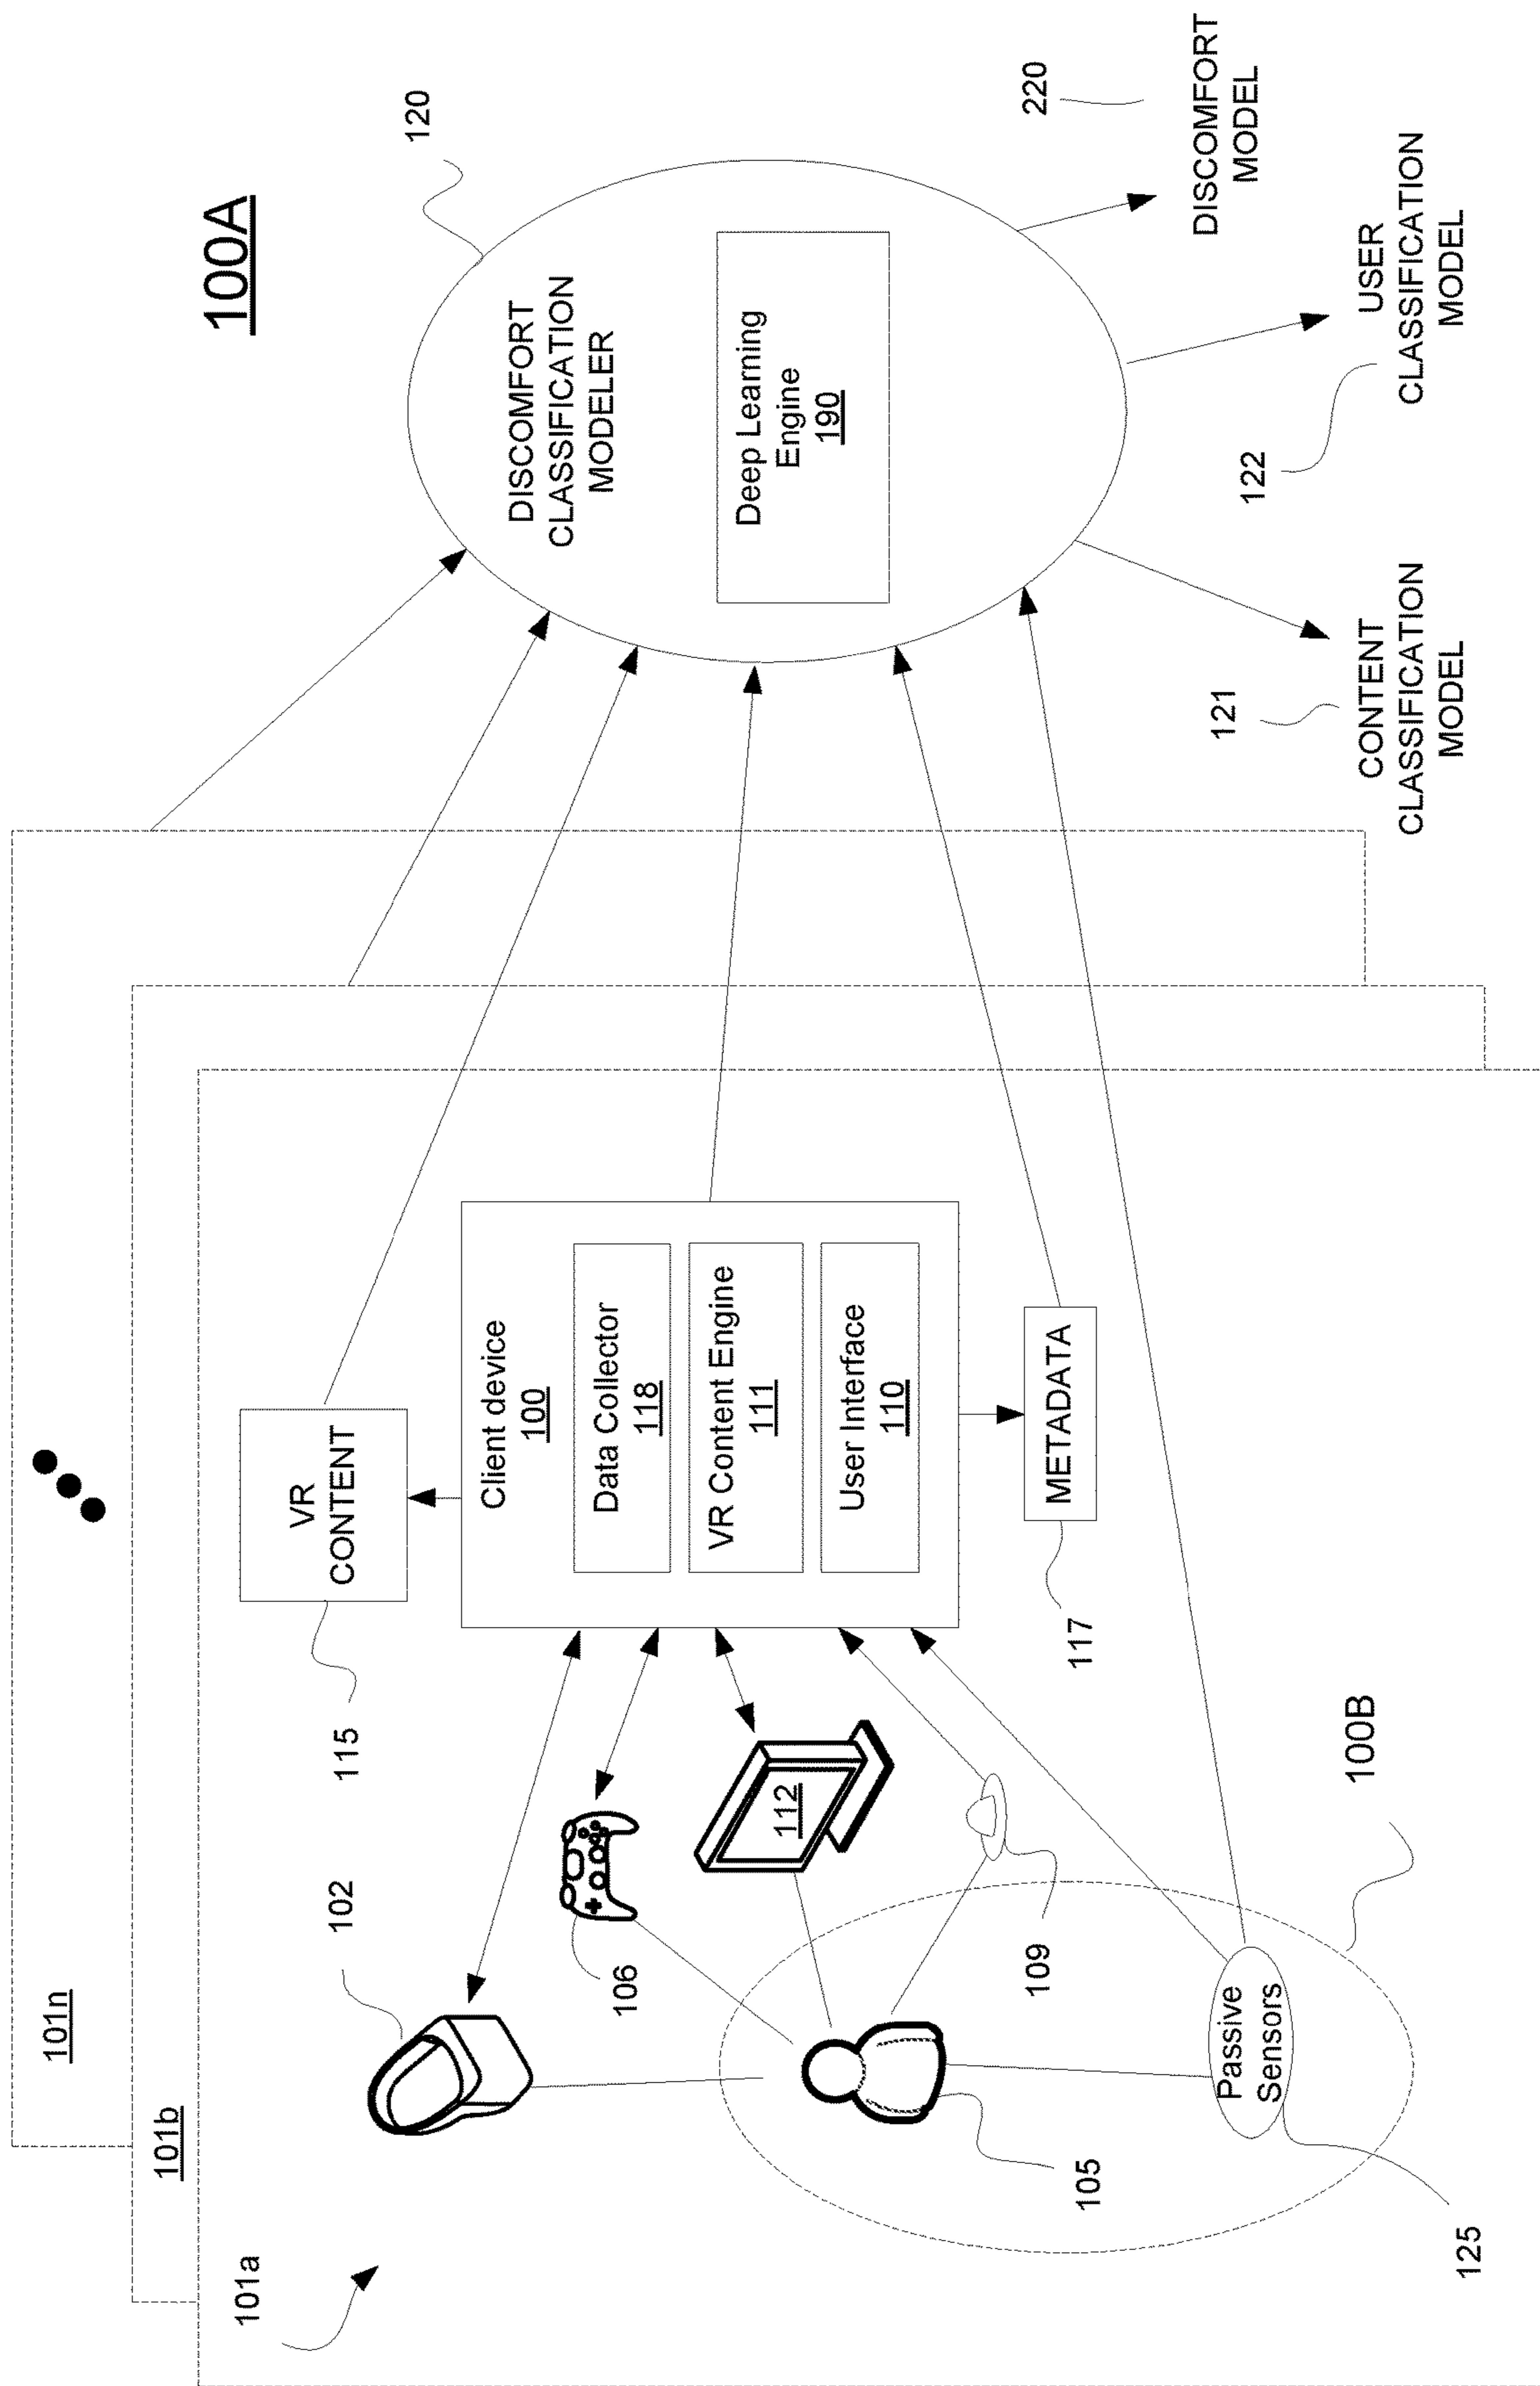 100A
101n
101b
101a
VR
CONTENT
115
102
106
112
109
105
Passive
Sensors
125
100B
Client device
100
Data Collector
118
VR Content Engine
111
User Interface
110
METADATA
117
120
DISCOMFORT
CLASSIFICATION
MODELER
Deep Learning
Engine
190
220
DISCOMFORT
MODEL
122
USER
CLASSIFICATION
MODEL
121
CONTENT
CLASSIFICATION
MODEL